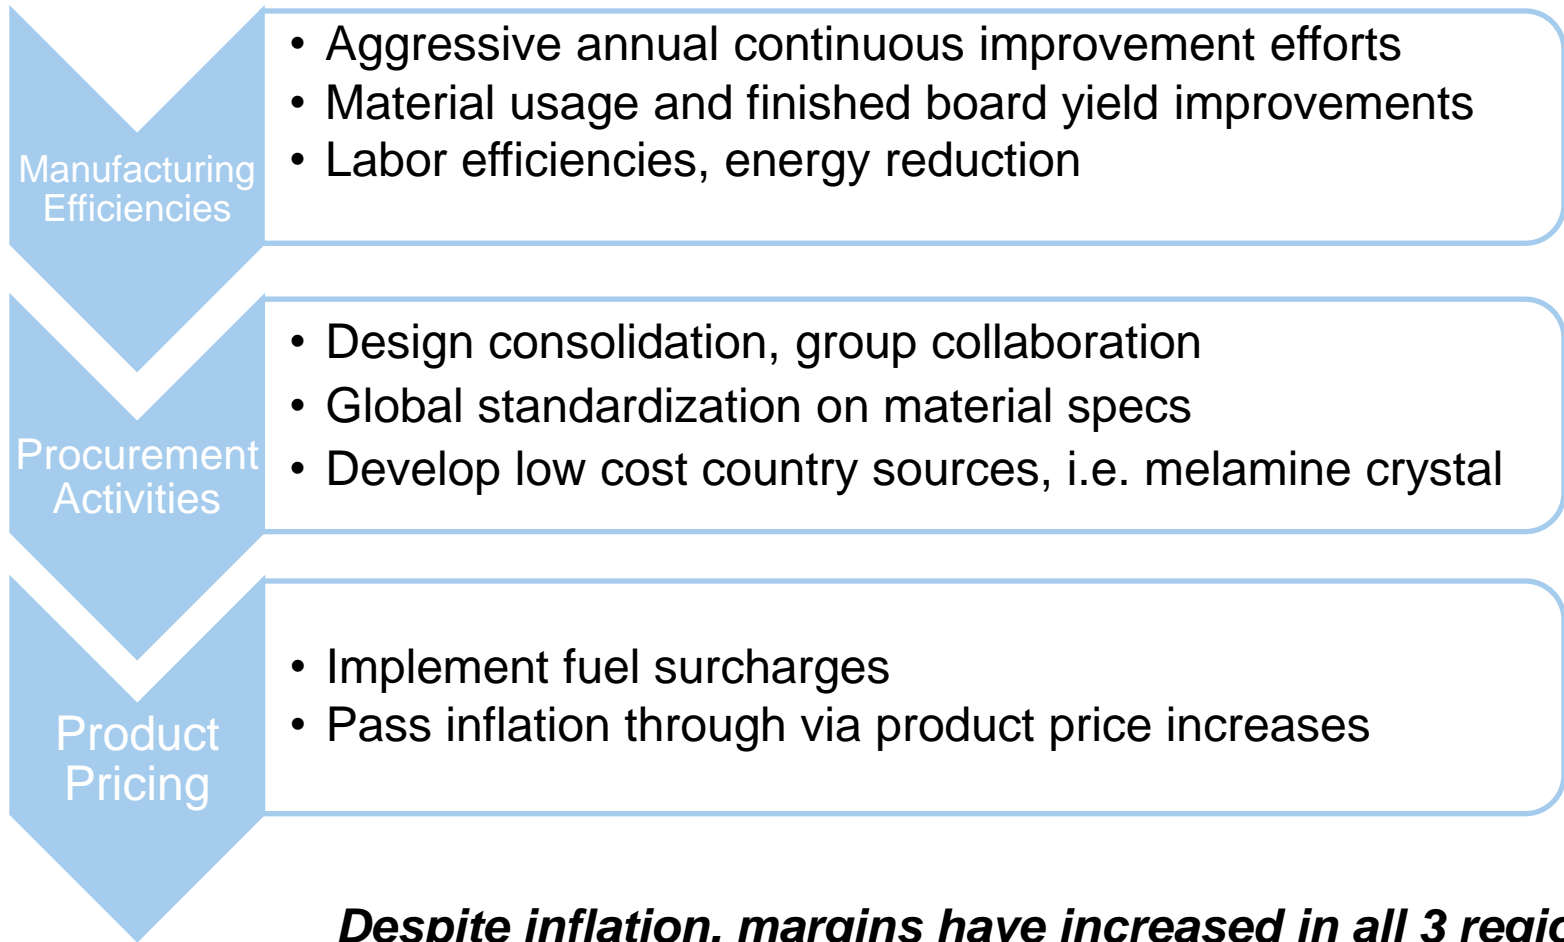 Manufacturing
Efficiencies
• Aggressive annual continuous improvement efforts
• Material usage and finished board yield improvements
• Labor efficiencies, energy reduction
Procurement
Activities
• Design consolidation, group collaboration
• Global standardization on material specs
• Develop low cost country sources, i.e. melamine crystal
Product
Pricing
• Implement fuel surcharges
• Pass inflation through via product price increases
Despite inflation, margins have increased in all 3